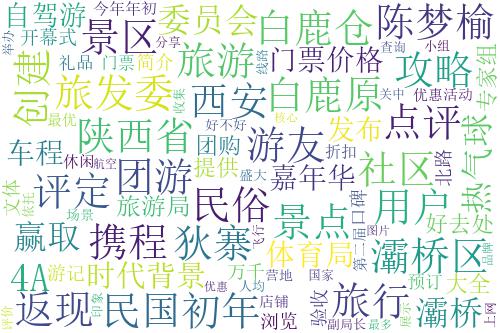 自驾游
今年年初
委员会
白鹿仓
陈梦榆
举办
开幕式
景区
分享
查询
小组
创建
礼品
门票
简介
旅游
线路
门票价格
攻略
专家组
旅发委
西安
白鹿原
关中
优惠活动
收集
核心
最优
好不好
陕西省
游友
发布
点评
热气球
车程
休闲
航空
团购
折扣
北路
提供
嘉年华
社区
文体
依托
评定
团游
盛大
用户
好去处
场景
旅游局
民俗
景点
口碑
第二届
飞行
赢取
携程
狄寨
体育局
图片
灞桥区
品牌
4A
游记
时代背景
万千
营地
国家
预订
大全
印象
优惠
人均
评价
返现
民国初年
店铺
浏览
验收
旅行
副局长
最多
展示
灞桥
上网